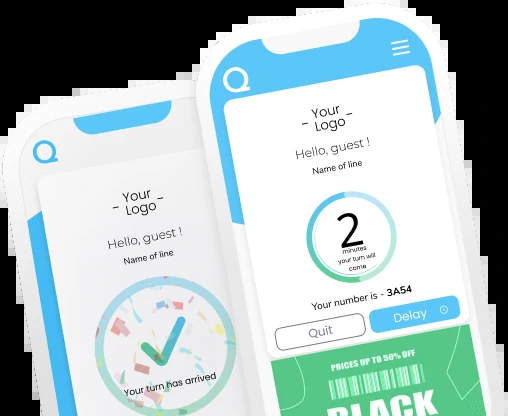 - Your -
Logo
Hello, guest !
Name of line
Your turn has arrived
- Your -
Logo
Hello, guest !
Name of line
2
minutes
your turn will
come
Your number is - 3A54
Quit
Delay
PRICES UP TO 50% OFF
BLACK